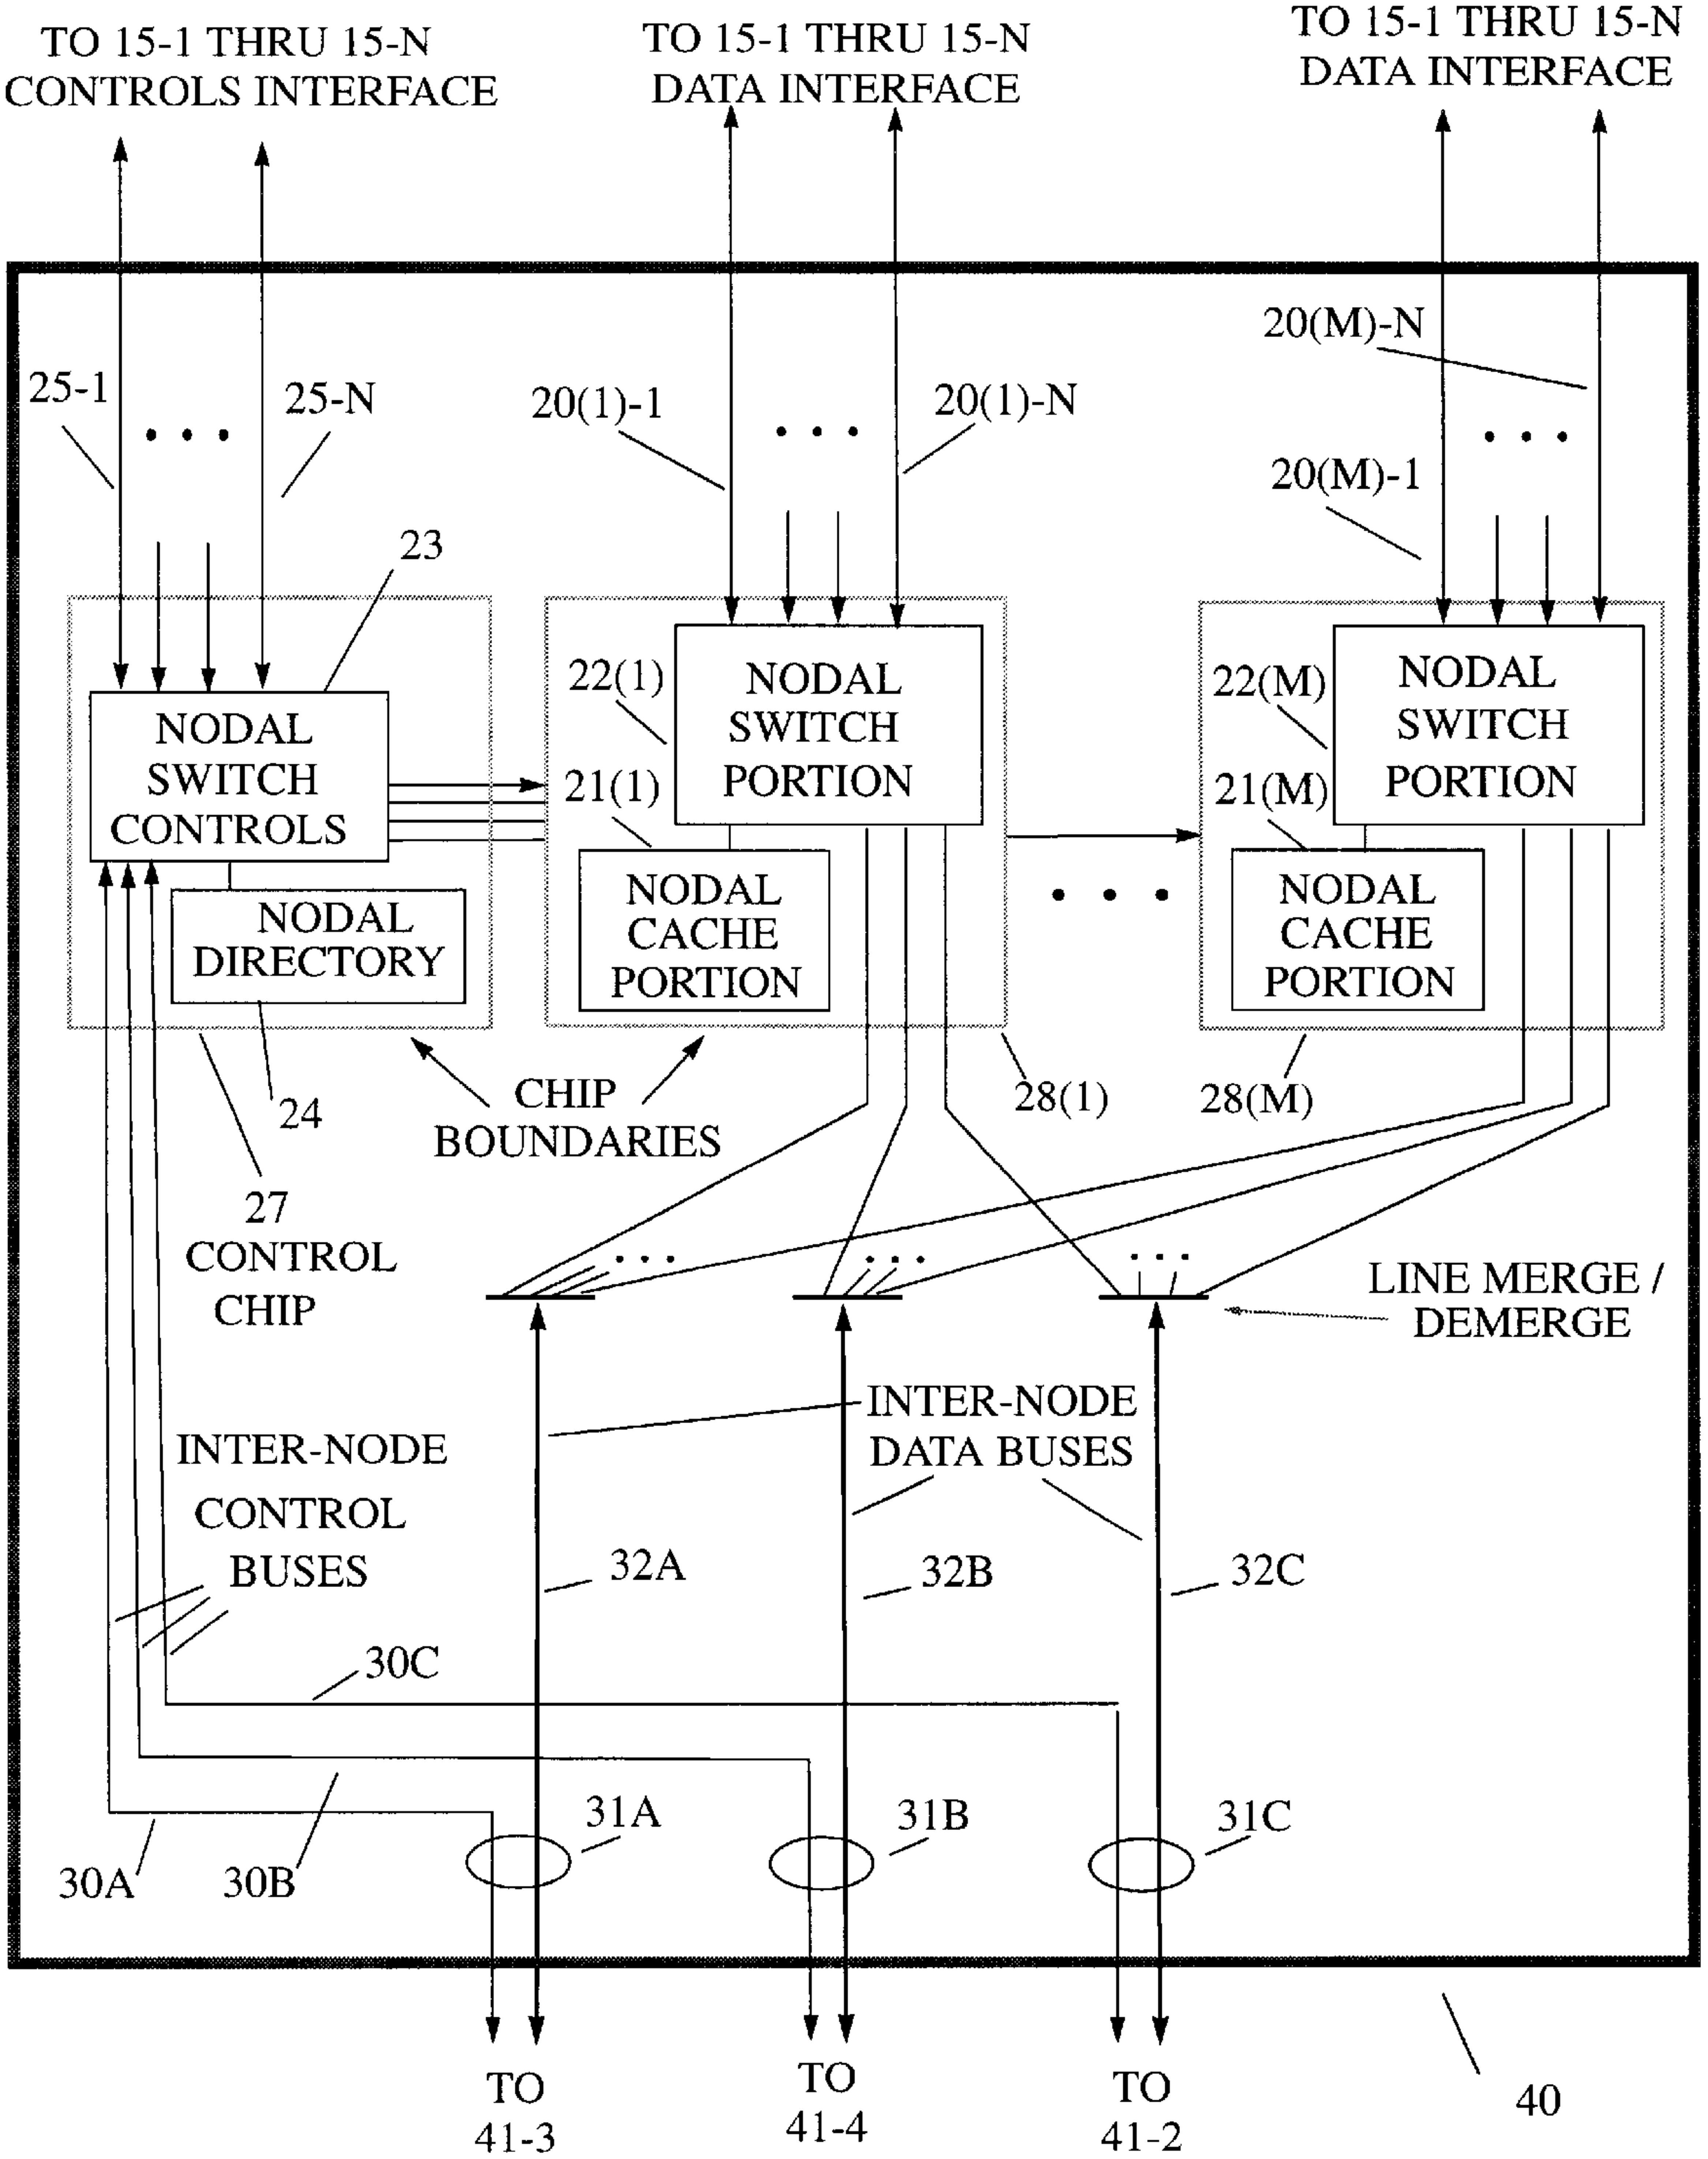 TO 15-1 THRU 15-N
CONTROLS INTERFACE
TO 15-1 THRU 15-N
DATA INTERFACE
TO 15-1 THRU 15-N
DATA INTERFACE
25-1
25-N
20(1)-1
20(1)-N
20(M)-N
20(M)-1
23
NODAL
SWITCH
CONTROLS
NODAL
DIRECTORY
22(1)
NODAL
SWITCH
PORTION
21(1)
NODAL
CACHE
PORTION
22(M)
NODAL
SWITCH
PORTION
21(M)
NODAL
CACHE
PORTION
24
CHIP
BOUNDARIES
28(1)
28(M)
27
CONTROL
CHIP
LINE MERGE /
DEMERGE
INTER-NODE
DATA BUSES
INTER-NODE
CONTROL
BUSES
32A
32B
32C
30C
30A
30B
31A
31B
31C
TO
41-3
TO
41-4
TO
41-2
40